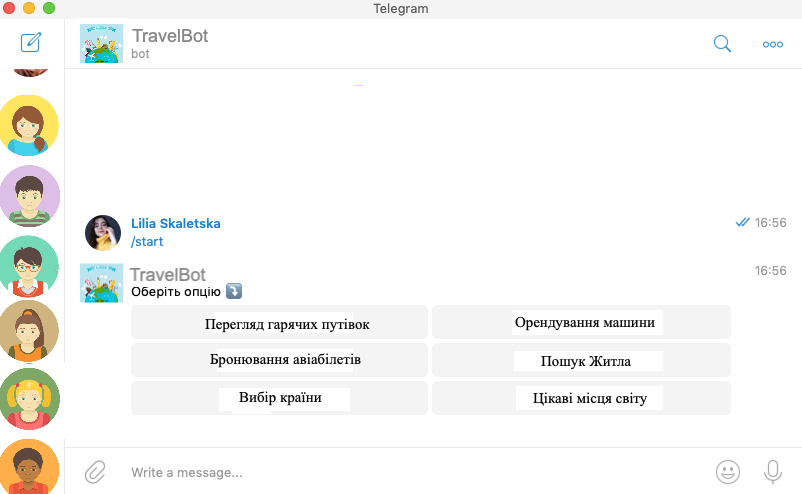 Telegram
TravelBot
bot
Lilia Skaletska
16:56
/start
TravelBot
16:56
Оберіть опцію
Перегляд гарячих путівок
Орендування машини
Бронювання авіабілетів
Пошук Житла
Вибір країни
Цікаві місця світу
Write a message...